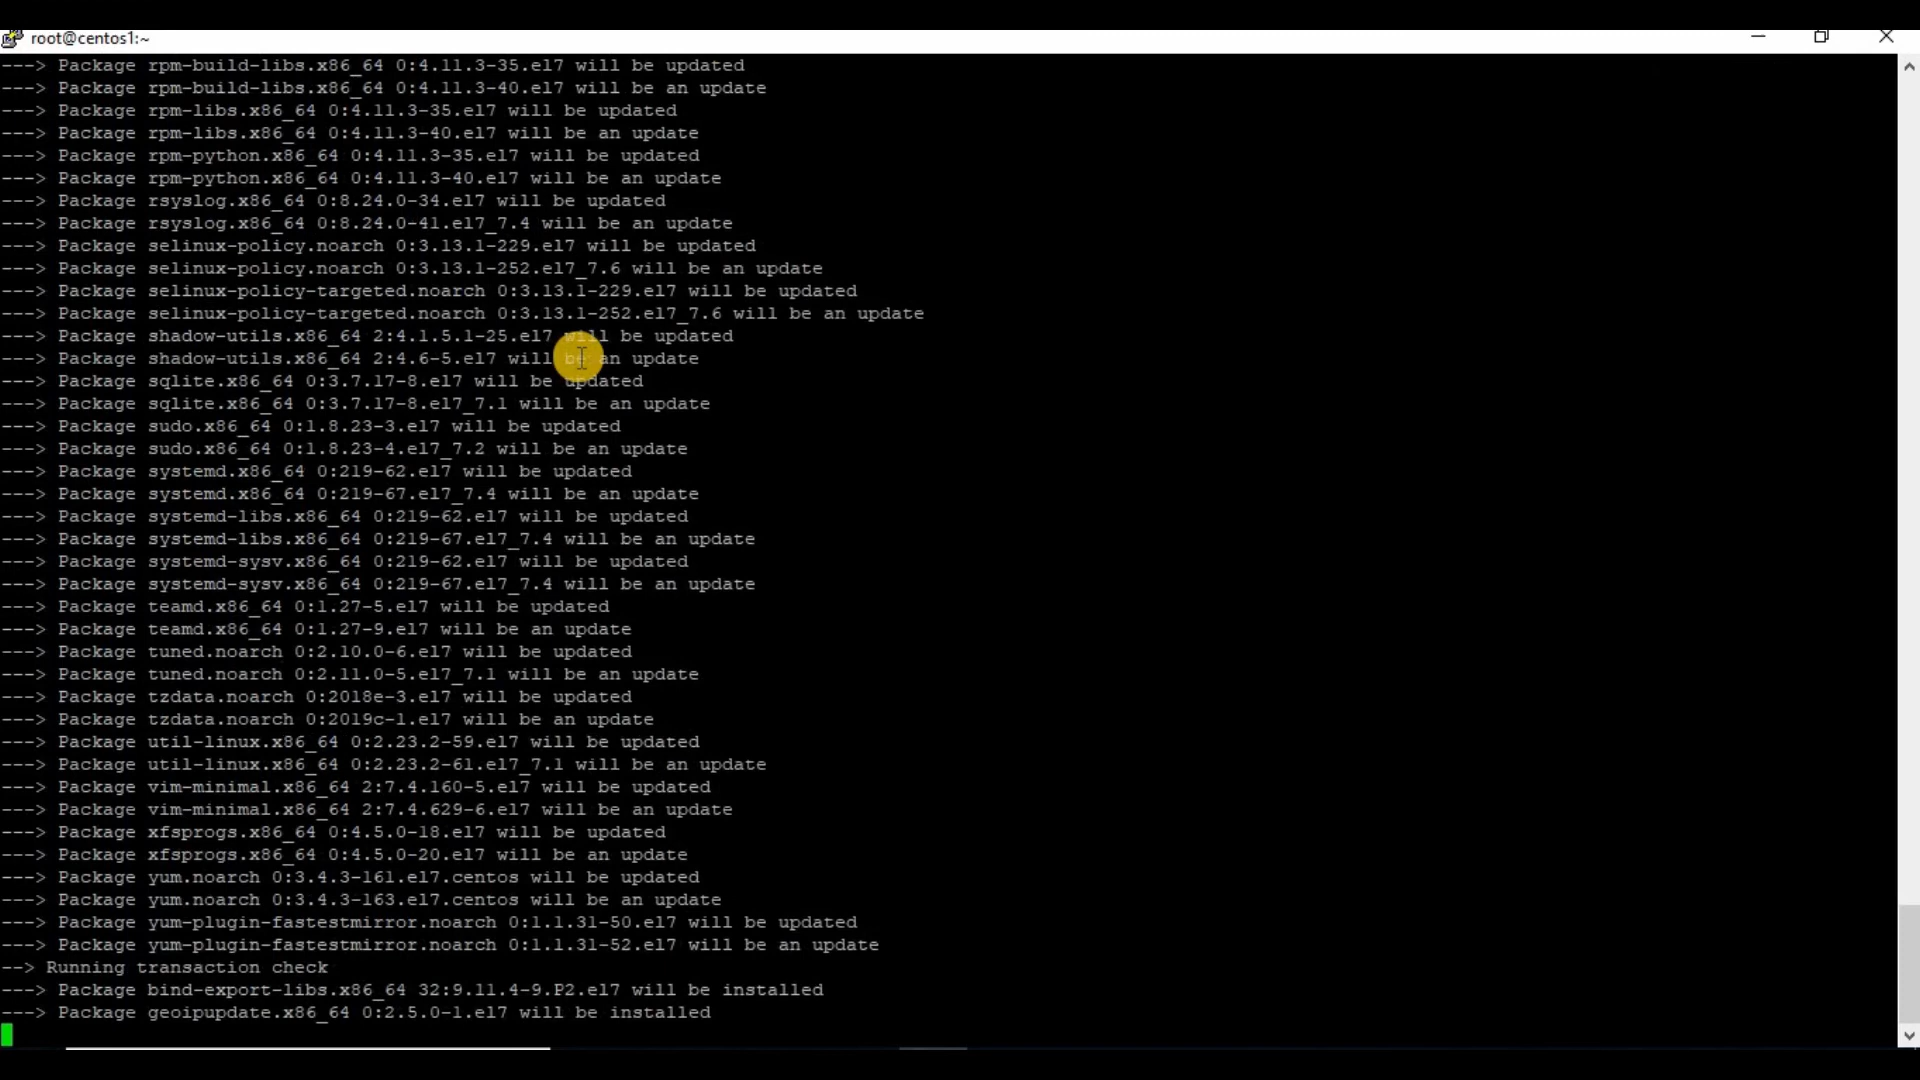 root@centos1:~
---> Package rpm-build-libs.x86_64 0:4.11.3-35.el7 will be updated
---> Package rpm-build-libs.x86_64 0:4.11.3-40.el7 will be an update
---> Package rpm-libs.x86_64 0:4.11.3-35.el7 will be updated
---> Package rpm-libs.x86_64 0:4.11.3-40.el7 will be an update
---> Package rpm-python.x86_64 0:4.11.3-35.el7 will be updated
---> Package rpm-python.x86_64 0:4.11.3-40.el7 will be an update
---> Package rsyslog.x86_64 0:8.24.0-34.el7 will be updated
---> Package rsyslog.x86_64 0:8.24.0-41.el7_7.4 will be an update
---> Package selinux-policy.noarch 0:3.13.1-229.el7 will be updated
---> Package selinux-policy.noarch 0:3.13.1-252.el7_7.6 will be an update
---> Package selinux-policy-targeted.noarch 0:3.13.1-229.el7 will be updated
---> Package selinux-policy-targeted.noarch 0:3.13.1-252.el7_7.6 will be an update
---> Package shadow-utils.x86_64 2:4.1.5.1-25.el7 will be updated
---> Package shadow-utils.x86_64 2:4.6-5.el7 will be an update
---> Package sqlite.x86_64 0:3.7.17-8.el7 will be updated
---> Package sqlite.x86_64 0:3.7.17-8.el7_7.1 will be an update
---> Package sudo.x86_64 0:1.8.23-3.el7 will be updated
---> Package sudo.x86_64 0:1.8.23-4.el7_7.2 will be an update
---> Package systemd.x86_64 0:219-62.el7 will be updated
---> Package systemd.x86_64 0:219-67.el7_7.4 will be an update
---> Package systemd-libs.x86_64 0:219-62.el7 will be updated
---> Package systemd-libs.x86_64 0:219-67.el7_7.4 will be an update
---> Package systemd-sysv.x86_64 0:219-62.el7 will be updated
---> Package systemd-sysv.x86_64 0:219-67.el7_7.4 will be an update
---> Package teamd.x86_64 0:1.27-5.el7 will be updated
---> Package teamd.x86_64 0:1.27-9.el7 will be an update
---> Package tuned.noarch 0:2.10.0-6.el7 will be updated
---> Package tuned.noarch 0:2.11.0-5.el7_7.1 will be an update
---> Package tzdata.noarch 0:2018e-3.el7 will be updated
---> Package tzdata.noarch 0:2019c-1.el7 will be an update
---> Package util-linux.x86_64 0:2.23.2-59.el7 will be updated
---> Package util-linux.x86_64 0:2.23.2-61.el7_7.1 will be an update
---> Package vim-minimal.x86_64 2:7.4.160-5.el7 will be updated
---> Package vim-minimal.x86_64 2:7.4.629-6.el7 will be an update
---> Package xfsprogs.x86_64 0:4.5.0-18.el7 will be updated
---> Package xfsprogs.x86_64 0:4.5.0-20.el7 will be an update
---> Package yum.noarch 0:3.4.3-161.el7.centos will be updated
---> Package yum.noarch 0:3.4.3-163.el7.centos will be an update
---> Package yum-plugin-fastestmirror.noarch 0:1.1.31-50.el7 will be updated
---> Package yum-plugin-fastestmirror.noarch 0:1.1.31-52.el7 will be an update
--> Running transaction check
---> Package bind-export-libs.x86_64 32:9.11.4-9.P2.el7 will be installed
---> Package geoipupdate.x86_64 0:2.5.0-1.el7 will be installed